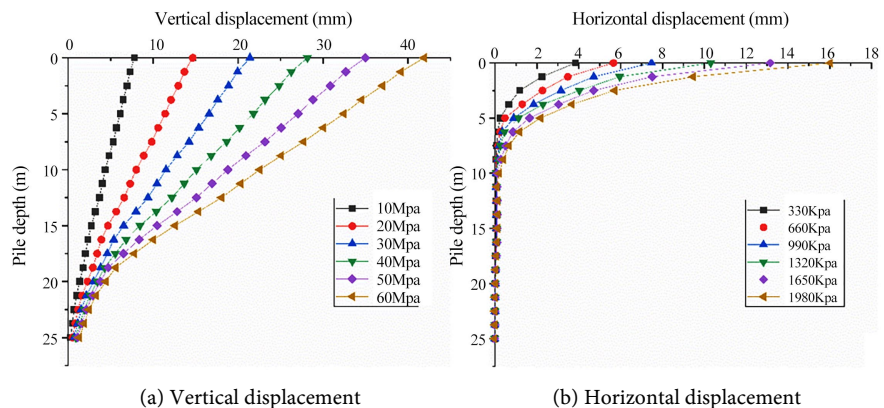 Vertical displacement (mm)
0 10 20 30 40
0
5
10
15
20
25
Pile depth (m)
10Mpa
20Mpa
30Mpa
40Mpa
50Mpa
60Mpa
(a) Vertical displacement
Horizontal displacement (mm)
0 2 4 6 8 10 12 14 16 18
0
5
10
15
20
25
Pile depth (m)
330Kpa
660Kpa
990Kpa
1320Kpa
1650Kpa
1980Kpa
(b) Horizontal displacement